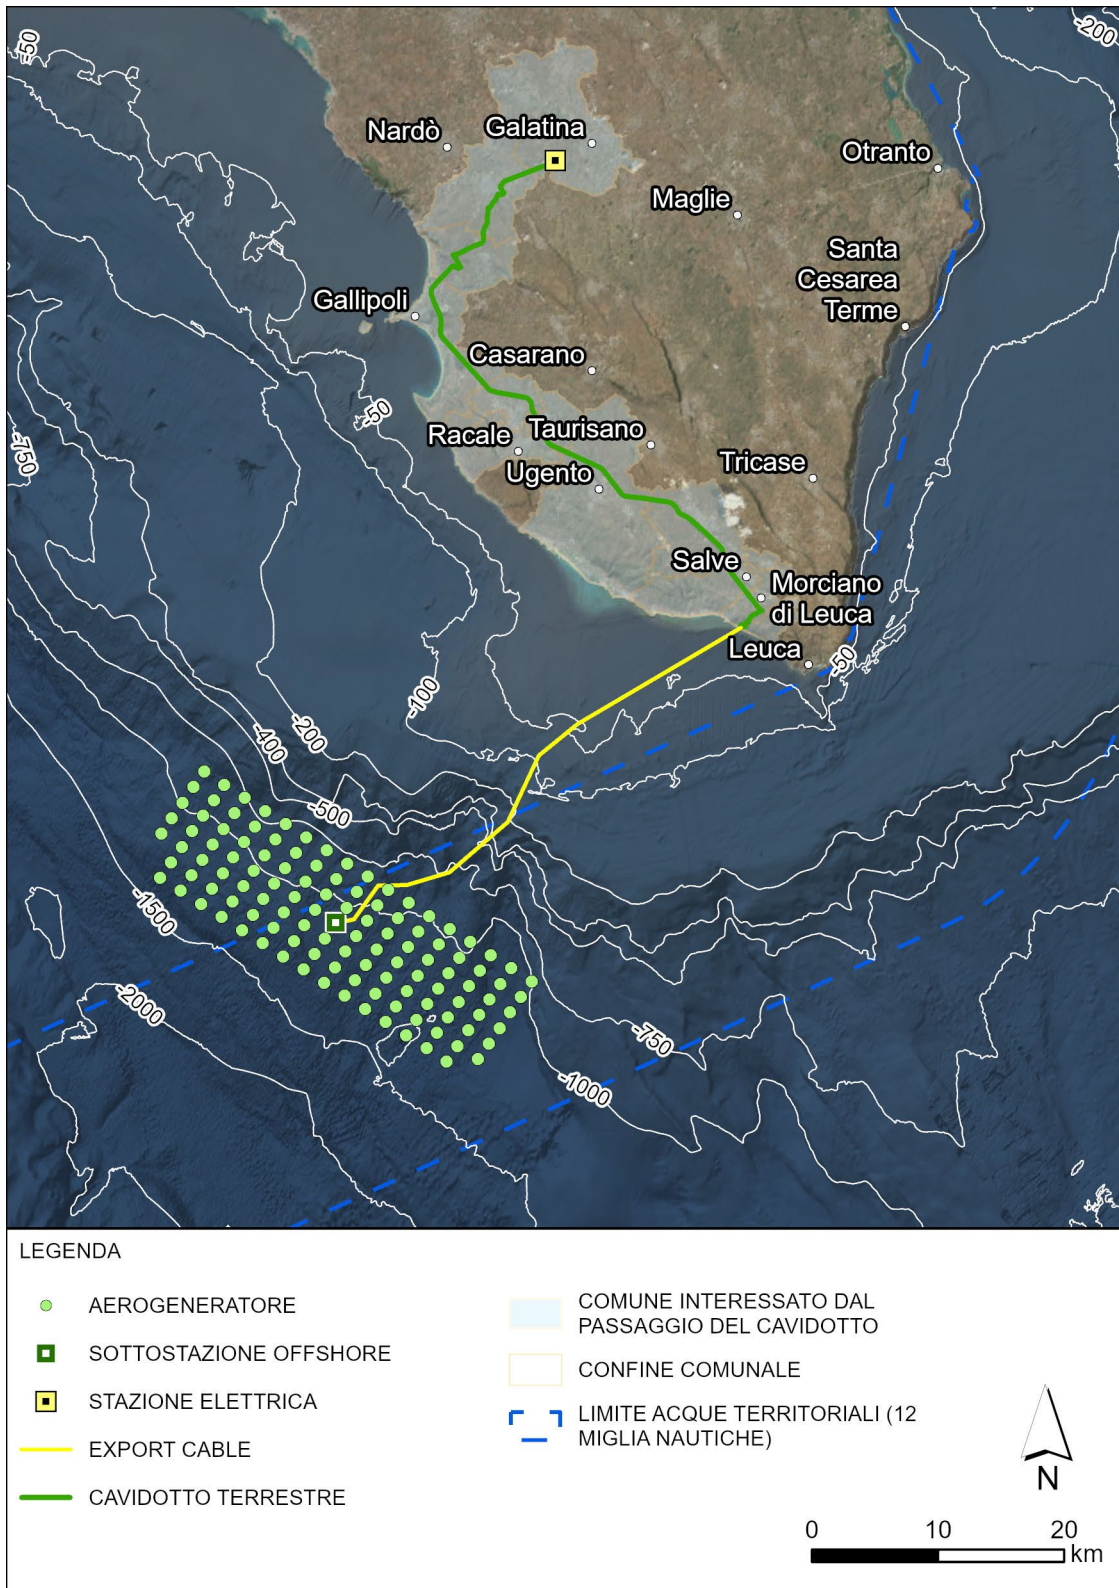 -50
-200
Nardò
Galatina
Otranto
Maglie
Santa
Cesarea
Terme
Gallipoli
Casarano
-50
-750
Racale
Taurisano
Ugento
Tricase
Salve
Morciano
di Leuca
Leuca
-50
-100
-200
-400
-500
-1500
-2000
-750
-1000
LEGENDA
AEROGENERATORE
SOTTOSTAZIONE OFFSHORE
STAZIONE ELETTRICA
EXPORT CABLE
CAVIDOTTO TERRESTRE
COMUNE INTERESSATO DAL
PASSAGGIO DEL CAVIDOTTO
CONFINE COMUNALE
LIMITE ACQUE TERRITORIALI (12
MIGLIA NAUTICHE)
N
0 10 20
km